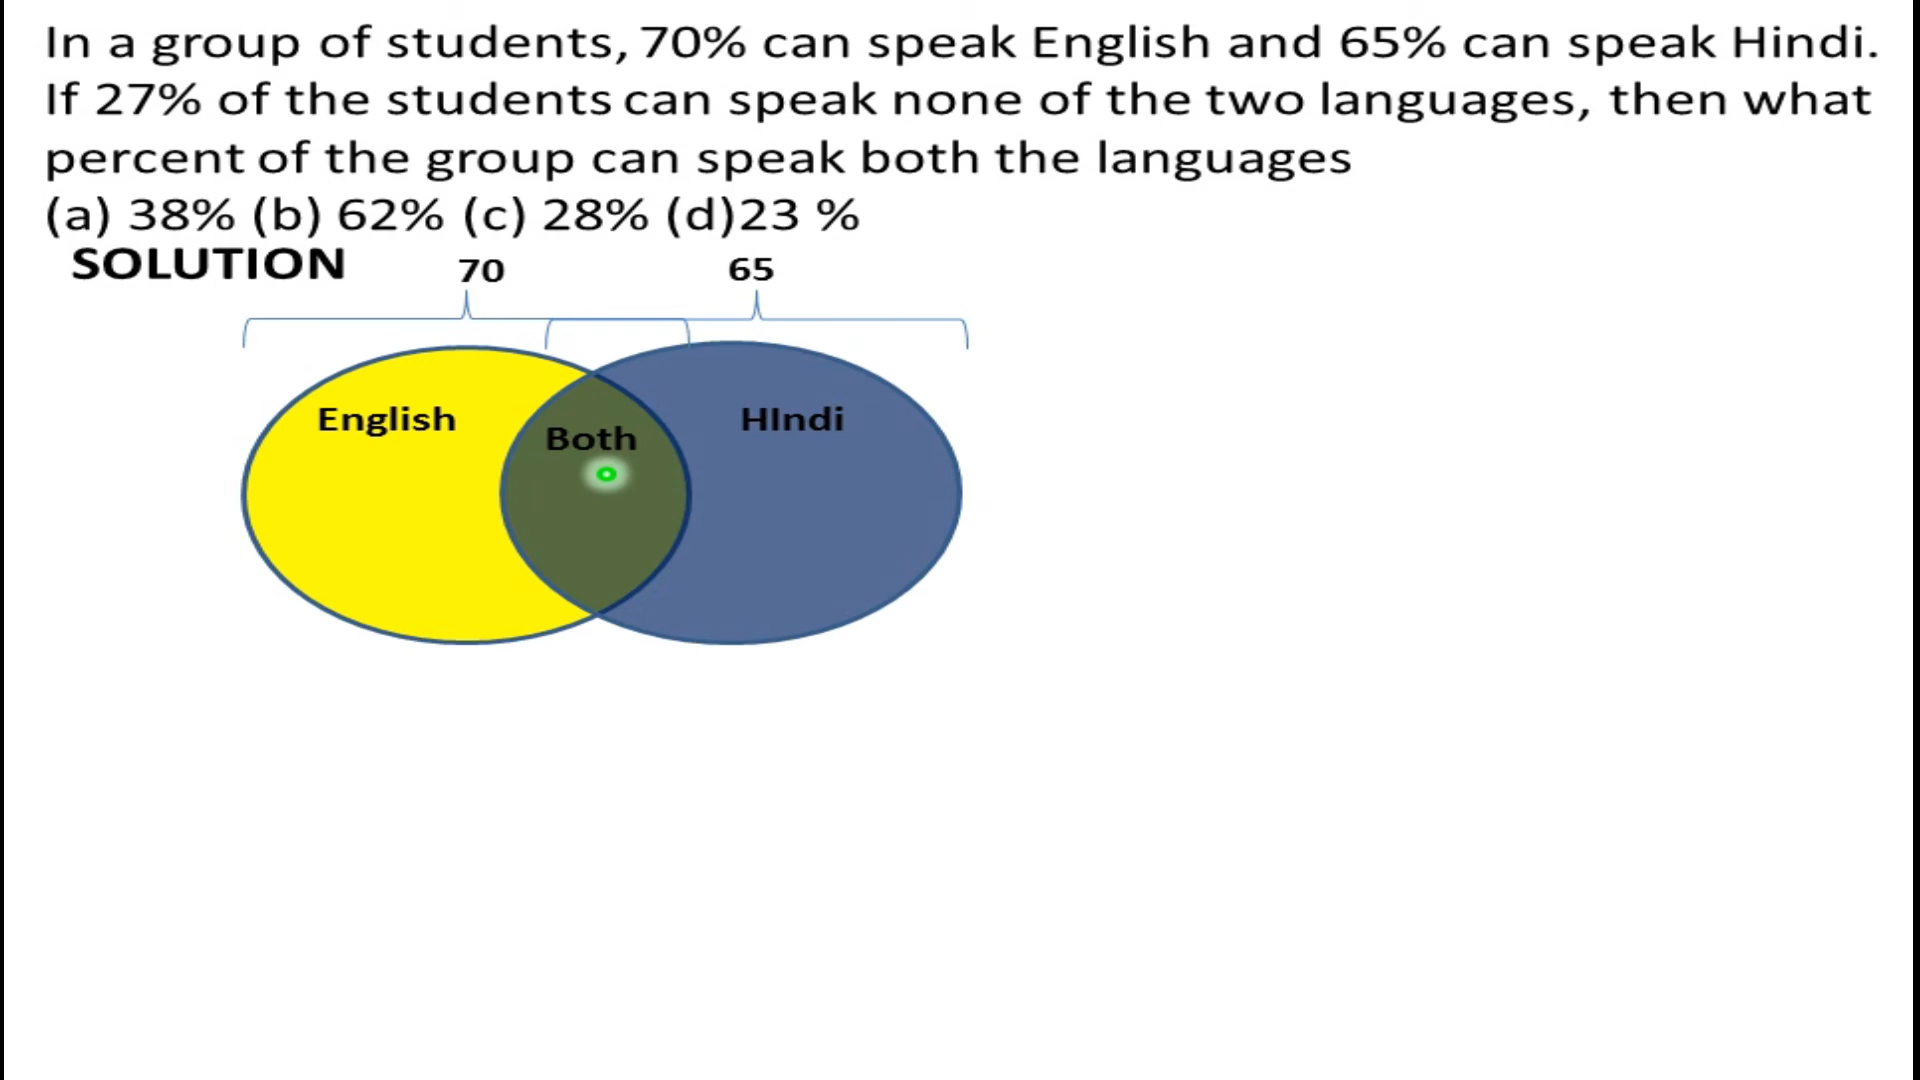 In a group of students, 70% can speak English and 65% can speak Hindi.
If 27% of the students can speak none of the two languages, then what
percent of the group can speak both the languages
(a) 38% (b) 62% (c) 28% (d)23 %
SOLUTION 70 65
English HIndi
Both